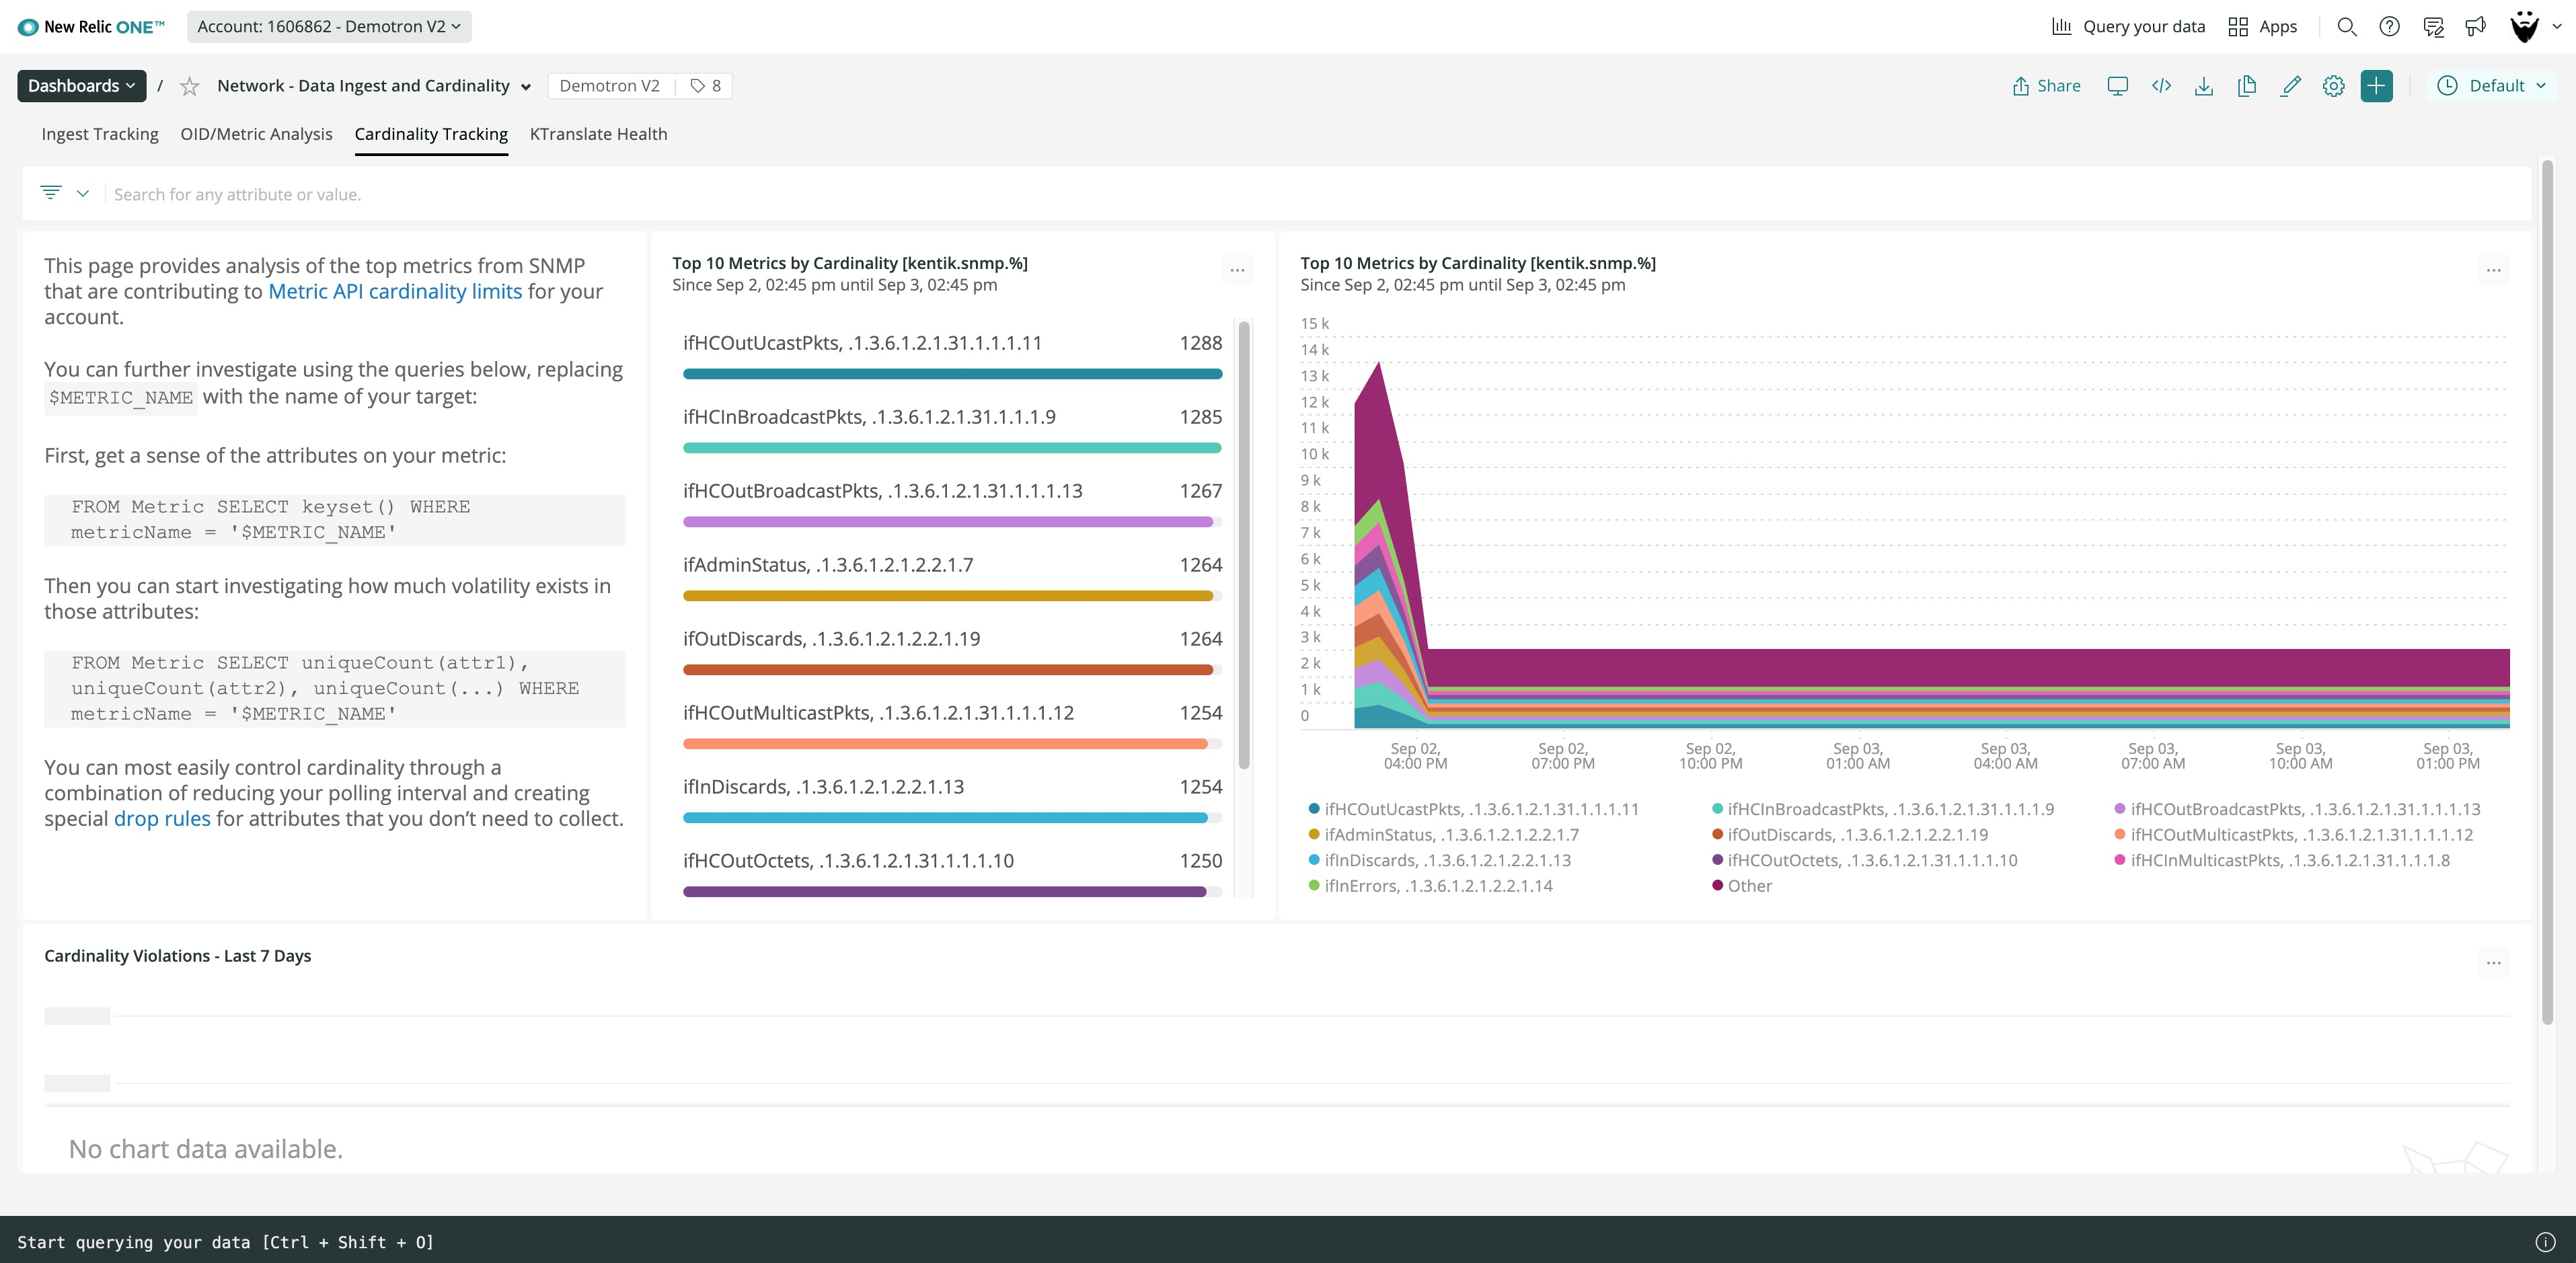 New Relic ONE™
Account: 1606862 - Demotron V2
Query your data
Apps
Dashboards
/
Network - Data Ingest and Cardinality
Demotron V2
8
Share
Default
Ingest Tracking
OID/Metric Analysis
Cardinality Tracking
KTranslate Health
Search for any attribute or value.
This page provides analysis of the top metrics from SNMP
that are contributing to Metric API cardinality limits for your
account.
You can further investigate using the queries below, replacing
$METRIC_NAME with the name of your target:
First, get a sense of the attributes on your metric:
FROM Metric SELECT keyset() WHERE
metricName = '$METRIC_NAME'
Then you can start investigating how much volatility exists in
those attributes:
FROM Metric SELECT uniqueCount(attr1),
uniqueCount(attr2), uniqueCount(...) WHERE
metricName = '$METRIC_NAME'
You can most easily control cardinality through a
combination of reducing your polling interval and creating
special drop rules for attributes that you don’t need to collect.
Top 10 Metrics by Cardinality [kentik.snmp.%]
Since Sep 2, 02:45 pm until Sep 3, 02:45 pm
ifHCOutUcastPkts, .1.3.6.1.2.1.31.1.1.1.11 1288
ifHCInBroadcastPkts, .1.3.6.1.2.1.31.1.1.1.9 1285
ifHCOutBroadcastPkts, .1.3.6.1.2.1.31.1.1.1.13 1267
ifAdminStatus, .1.3.6.1.2.1.2.2.1.7 1264
ifOutDiscards, .1.3.6.1.2.1.2.2.1.19 1264
ifHCOutMulticastPkts, .1.3.6.1.2.1.31.1.1.1.12 1254
ifInDiscards, .1.3.6.1.2.1.2.2.1.13 1254
ifHCOutOctets, .1.3.6.1.2.1.31.1.1.1.10 1250
Top 10 Metrics by Cardinality [kentik.snmp.%]
Since Sep 2, 02:45 pm until Sep 3, 02:45 pm
15 k
14 k
13 k
12 k
11 k
10 k
9 k
8 k
7 k
6 k
5 k
4 k
3 k
2 k
1 k
0
Sep 02, Sep 02, Sep 02, Sep 03, Sep 03, Sep 03, Sep 03, Sep 03,
04:00 PM 07:00 PM 10:00 PM 01:00 AM 04:00 AM 07:00 AM 10:00 AM 01:00 PM
ifHCOutUcastPkts, .1.3.6.1.2.1.31.1.1.1.11 ifHCInBroadcastPkts, .1.3.6.1.2.1.31.1.1.1.9 ifHCOutBroadcastPkts, .1.3.6.1.2.1.31.1.1.1.13
ifAdminStatus, .1.3.6.1.2.1.2.2.1.7 ifOutDiscards, .1.3.6.1.2.1.2.2.1.19 ifHCOutMulticastPkts, .1.3.6.1.2.1.31.1.1.1.12
ifInDiscards, .1.3.6.1.2.1.2.2.1.13 ifHCOutOctets, .1.3.6.1.2.1.31.1.1.1.10 ifHCInMulticastPkts, .1.3.6.1.2.1.31.1.1.1.8
ifInErrors, .1.3.6.1.2.1.2.2.1.14 Other
Cardinality Violations - Last 7 Days
No chart data available.
Start querying your data [Ctrl + Shift + O]